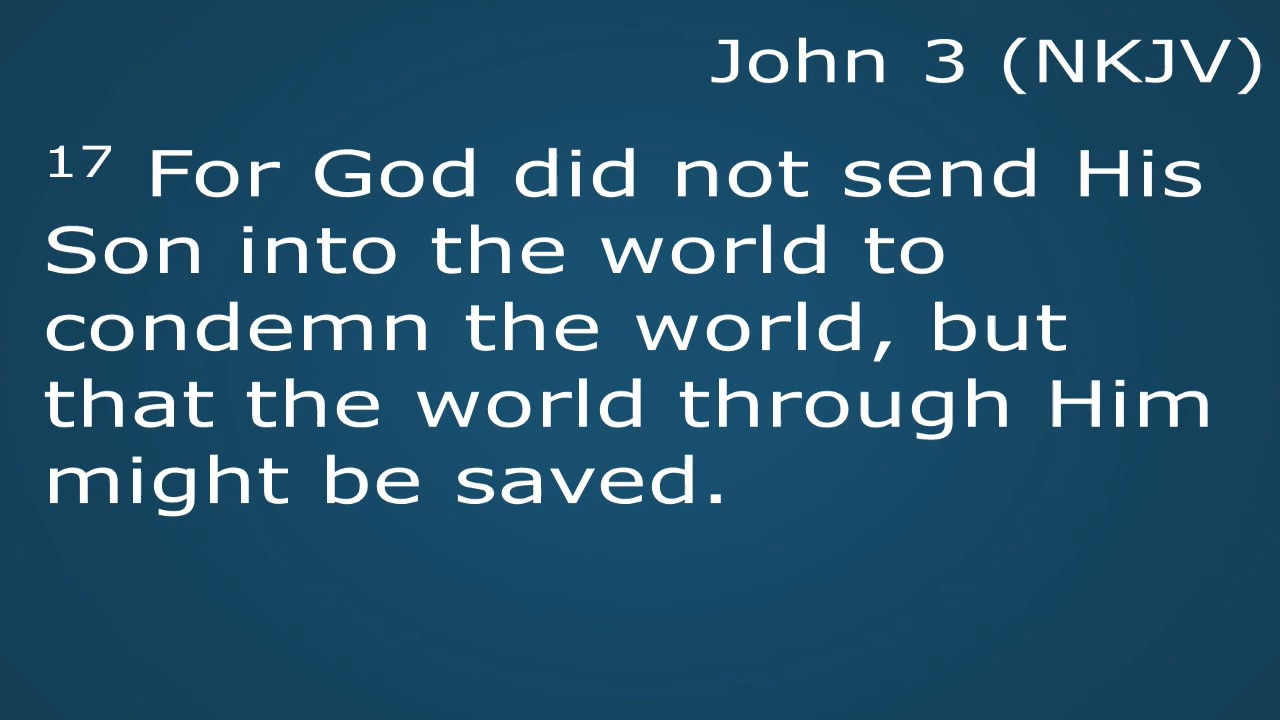 John 3 (NKJV)
17 For God did not send His
Son into the world to
condemn the world, but
that the world through Him
might be saved.